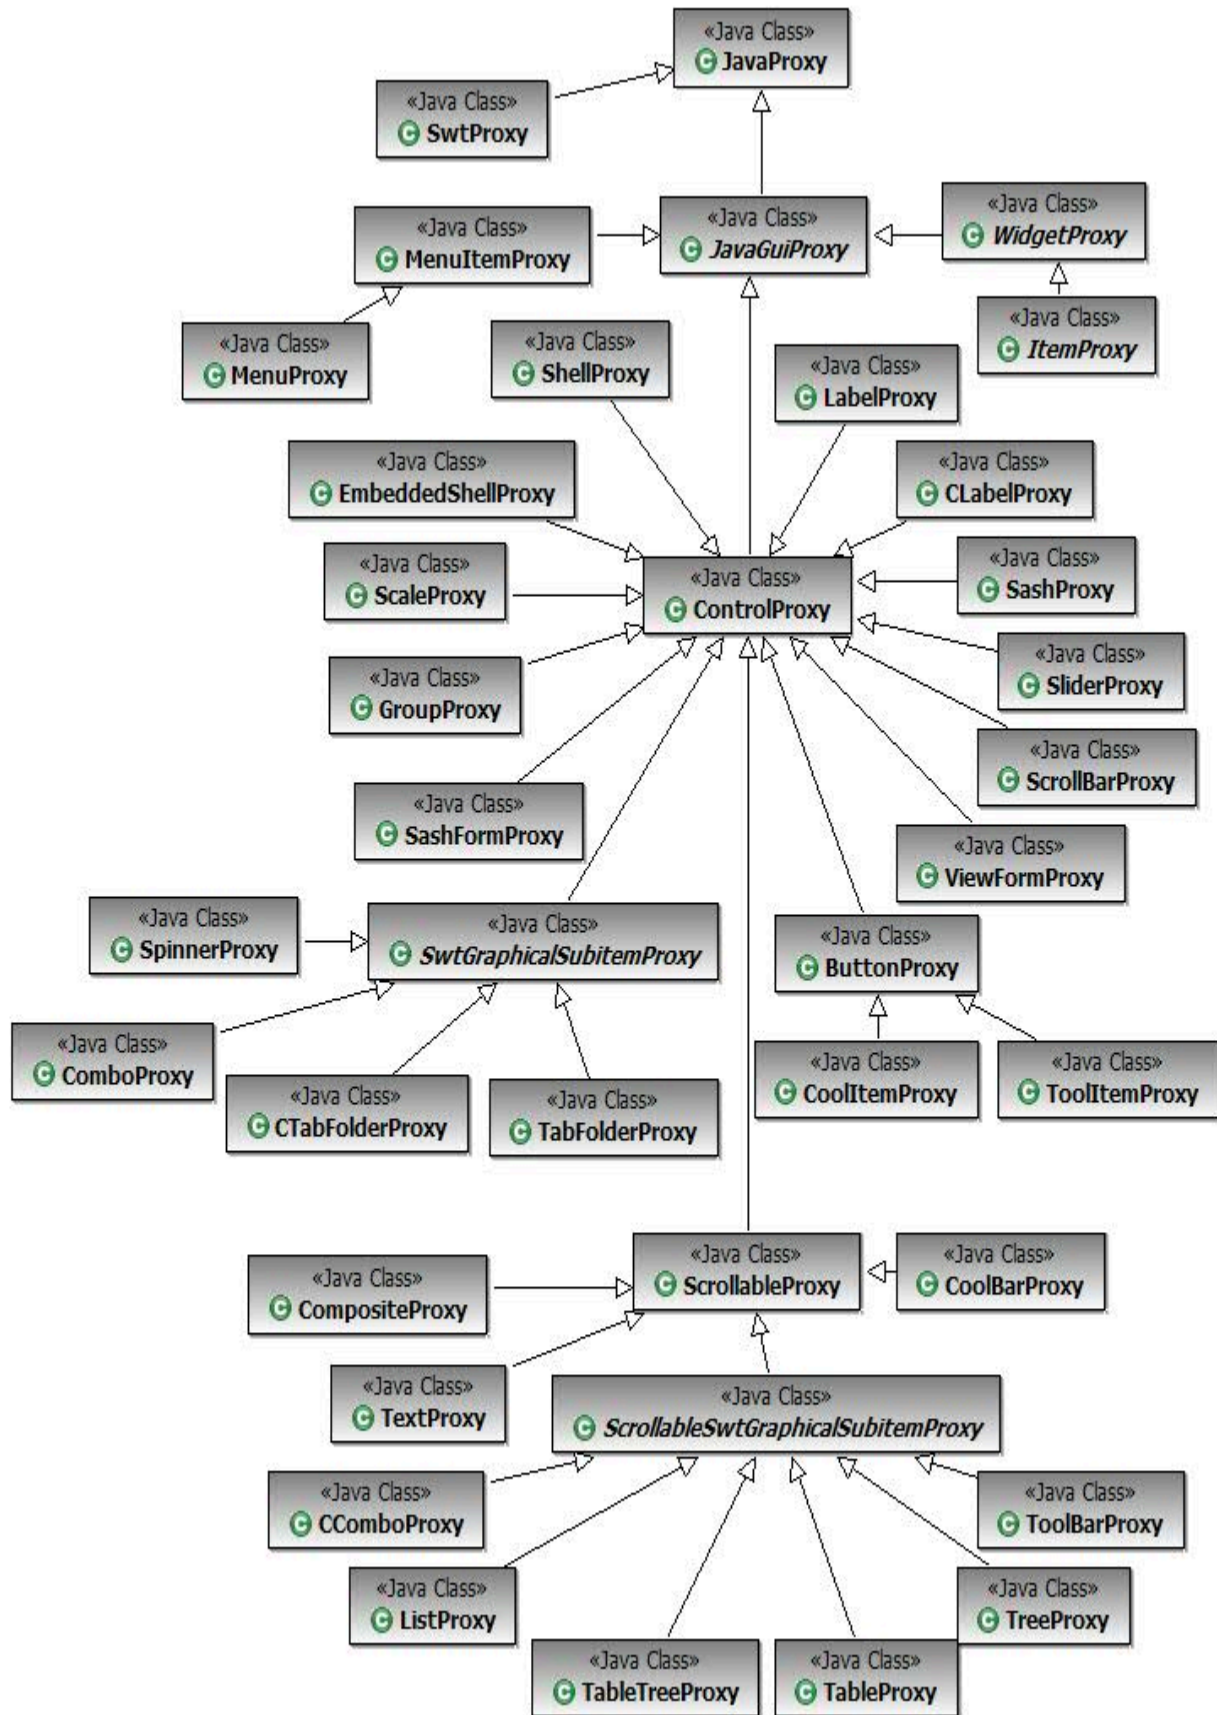 «Java Class»
JavaProxy
«Java Class»
SwtProxy
«Java Class»
JavaGuiProxy
«Java Class»
WidgetProxy
«Java Class»
MenuItemProxy
«Java Class»
ItemProxy
«Java Class»
MenuProxy
«Java Class»
ShellProxy
«Java Class»
LabelProxy
«Java Class»
EmbeddedShellProxy
«Java Class»
CLabelProxy
«Java Class»
ScaleProxy
«Java Class»
ControlProxy
«Java Class»
SashProxy
«Java Class»
GroupProxy
«Java Class»
SliderProxy
«Java Class»
ScrollBarProxy
«Java Class»
SashFormProxy
«Java Class»
ViewFormProxy
«Java Class»
SpinnerProxy
«Java Class»
SwtGraphicalSubitemProxy
«Java Class»
ButtonProxy
«Java Class»
ComboProxy
«Java Class»
CTabFolderProxy
«Java Class»
TabFolderProxy
«Java Class»
CoolItemProxy
«Java Class»
ToolItemProxy
«Java Class»
ScrollableProxy
«Java Class»
CoolBarProxy
«Java Class»
CompositeProxy
«Java Class»
TextProxy
«Java Class»
ScrollableSwtGraphicalSubitemProxy
«Java Class»
CComboProxy
«Java Class»
ToolBarProxy
«Java Class»
ListProxy
«Java Class»
TreeProxy
«Java Class»
TableTreeProxy
«Java Class»
TableProxy